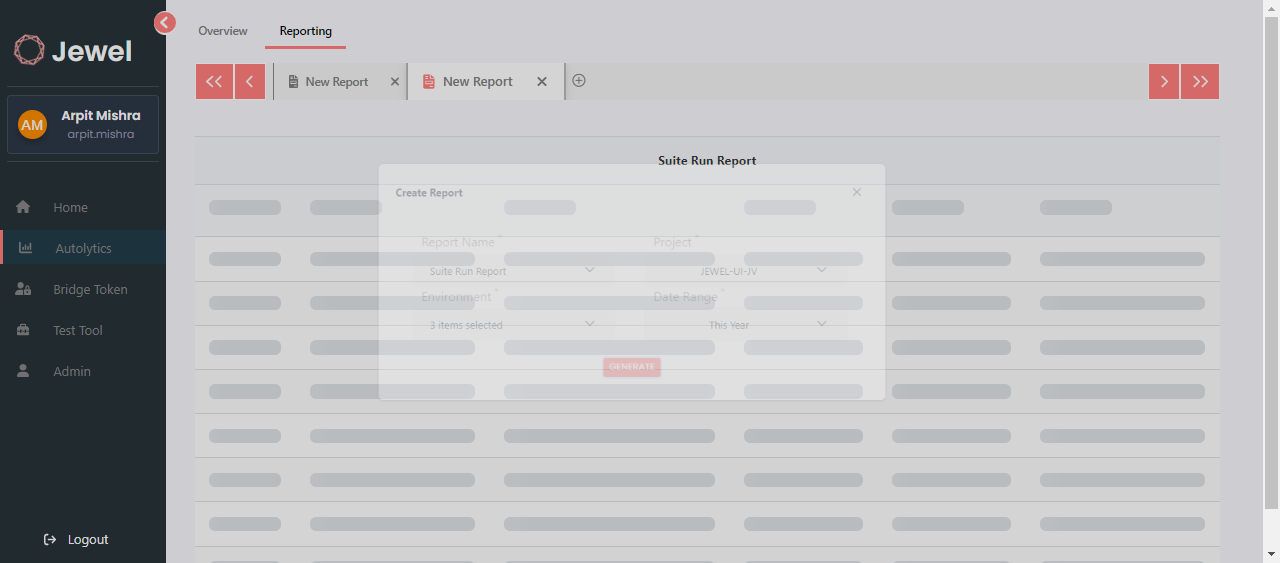 Jewel
AM
Arpit Mishra
arpit.mishra
Home
Autolytics
Bridge Token
Test Tool
Admin
Logout
Overview Reporting
New Report New Report
Suite Run Report
Create Report
Report Name * Project *
Suite Run Report JEWEL-UI-JV
Environment * Date Range *
3 items selected This Year
GENERATE